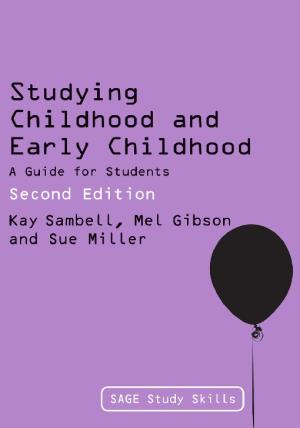 Studying
Childhood and
Early Childhood
A Guide for Students
Second Edition
Kay Sambell, Mel Gibson
and Sue Miller
SAGE Study Skills